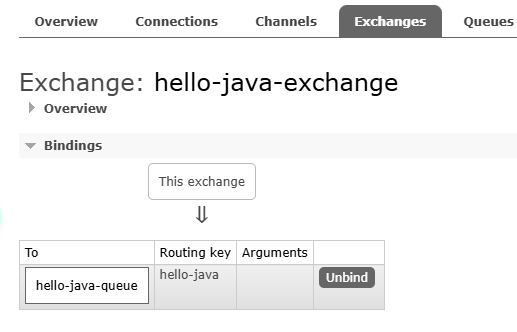 Overview Connections Channels Exchanges Queues
Exchange: hello-java-exchange
Overview
Bindings
This exchange
⇓
To Routing key Arguments
hello-java-queue hello-java Unbind